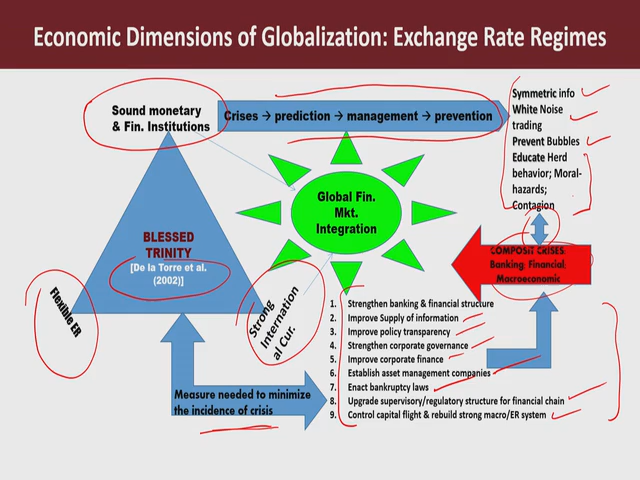 Economic Dimensions of Globalization: Exchange Rate Regimes
Sound monetary
& Fin. Institutions
Crises → prediction → management → prevention
Symmetric info
White Noise
trading
Prevent Bubbles
Educate Herd
behavior; Moral-
hazards;
Contagion
Global Fin.
Mkt.
Integration
BLESSED
TRINITY
[De la Torre et al.
(2002)]
COMPOSIT CRISES:
Banking; Financial;
Macroeconomic
Flexible ER
Strong
Internation
al Cur.
1. Strengthen banking & financial structure
2. Improve Supply of information
3. Improve policy transparency
4. Strengthen corporate governance
5. Improve corporate finance
6. Establish asset management companies
7. Enact bankruptcy laws
8. Upgrade supervisory/regulatory structure for financial chain
9. Control capital flight & rebuild strong macro/ER system
Measure needed to minimize
the incidence of crisis